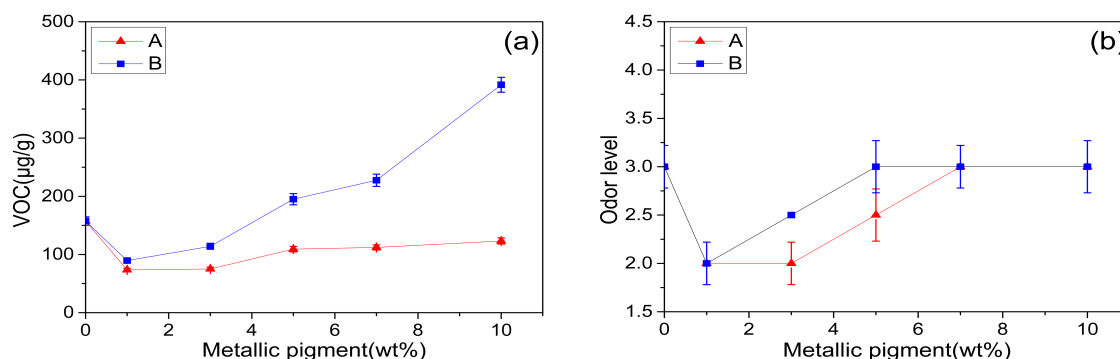 500
400
300
200
100
0
VOC(μg/g)
A
B
(a)
0 2 4 6 8 10
Metallic pigment(wt%)
4.5
4.0
3.5
3.0
2.5
2.0
1.5
Odor level
A
B
(b)
0 2 4 6 8 10
Metallic pigment(wt%)